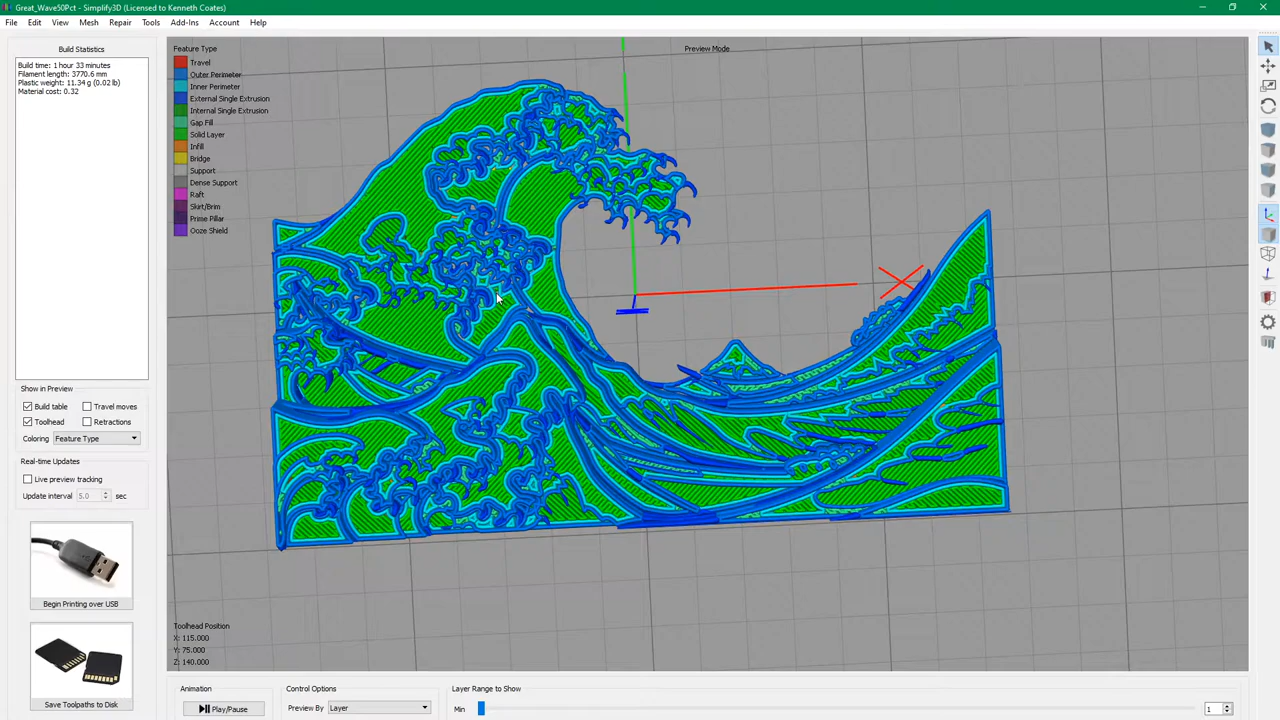 Great_Wave50Pct - Simplify3D (Licensed to Kenneth Coates)
File Edit View Mesh Repair Tools Add-Ins Account Help
Build Statistics
Build time: 1 hour 33 minutes
Filament length: 3770.6 mm
Plastic weight: 11.34 g (0.02 lb)
Material cost: 0.32
Show in Preview
Build table
Travel moves
Toolhead
Retractions
Coloring Feature Type
Real-time Updates
Live preview tracking
Update interval 5.0 sec
Begin Printing over USB
Save Toolpaths to Disk
Feature Type
Travel
Outer Perimeter
Inner Perimeter
External Single Extrusion
Internal Single Extrusion
Gap Fill
Solid Layer
Infill
Bridge
Support
Dense Support
Raft
Skirt/Brim
Prime Pillar
Ooze Shield
Preview Mode
Toolhead Position
X: 115.000
Y: 75.000
Z: 140.000
Animation
Play/Pause
Control Options
Preview By Layer
Layer Range to Show
Min 1